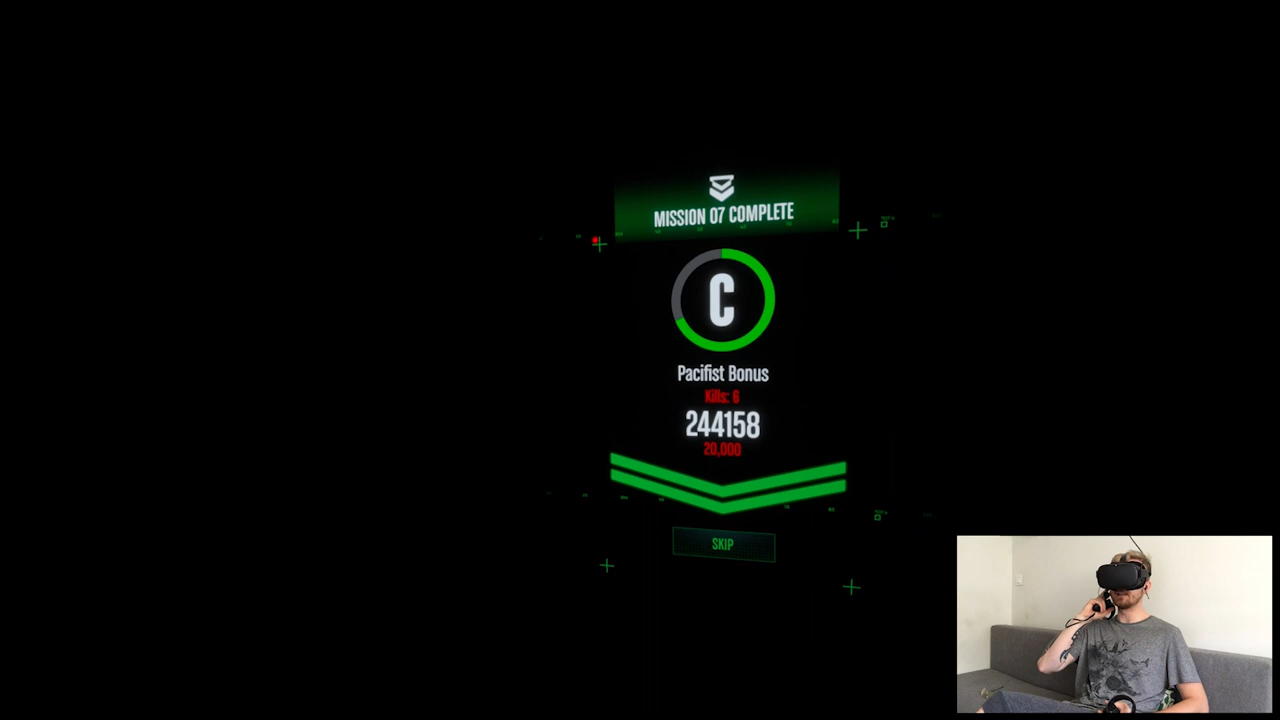 MISSION 07 COMPLETE
C
Pacifist Bonus
Kills: 6
244158
20,000
SKIP